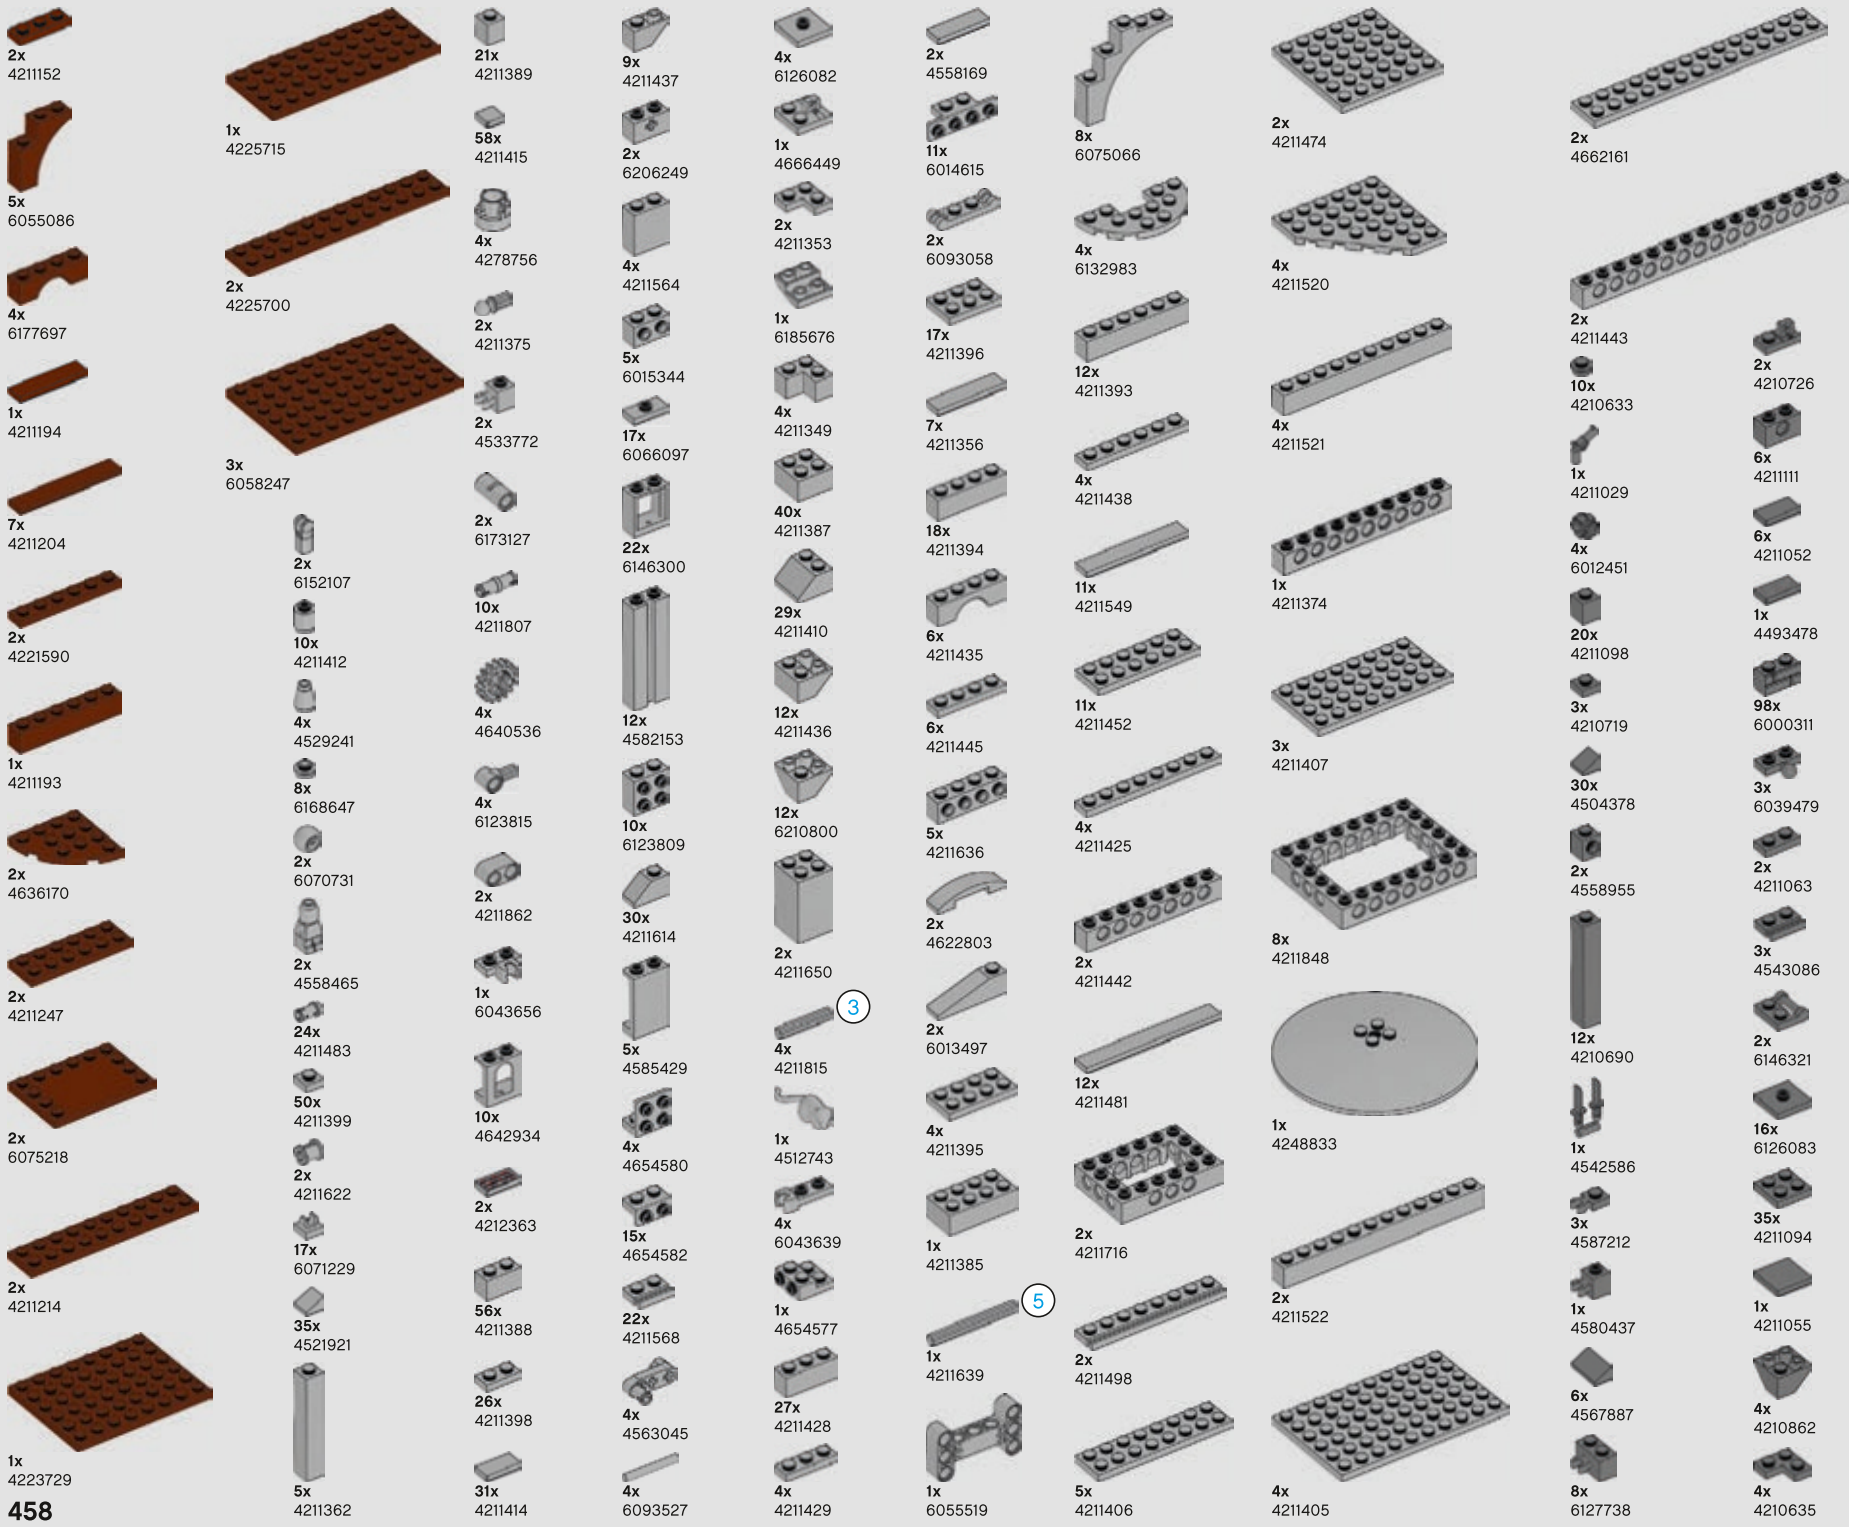 2x
4211152
5x
6055086
4x
6177697
1x
4211194
7x
4211204
2x
4221590
1x
4211193
2x
4636170
2x
4211247
2x
6075218
2x
4211214
1x
4223729
458
1x
4225715
2x
4225700
3x
6058247
2x
6152107
10x
4211412
4x
4529241
8x
6168647
2x
6070731
2x
4558465
24x
4211483
50x
4211399
2x
4211622
17x
6071229
35x
4521921
5x
4211362
21x
4211389
58x
4211415
4x
4278756
2x
4211375
2x
4533772
2x
6173127
10x
4211807
4x
4640536
4x
6123815
2x
4211862
1x
6043656
10x
4642934
2x
4212363
56x
4211388
26x
4211398
31x
4211414
9x
4211437
2x
6206249
4x
4211564
5x
6015344
17x
6066097
22x
6146300
12x
4582153
10x
6123809
30x
4211614
5x
4585429
4x
4654580
15x
4654582
22x
4211568
4x
4563045
4x
6093527
4x
6126082
1x
4666449
2x
4211353
1x
6185676
4x
4211349
40x
4211387
29x
4211410
12x
4211436
12x
6210800
2x
4211650
3
4x
4211815
1x
4512743
4x
6043639
1x
4654577
27x
4211428
4x
4211429
2x
4558169
11x
6014615
2x
6093058
17x
4211396
7x
4211356
18x
4211394
6x
4211435
6x
4211445
5x
4211636
2x
4622803
2x
6013497
4x
4211395
1x
4211385
5
1x
4211639
1x
6055519
8x
6075066
4x
6132983
12x
4211393
4x
4211438
11x
4211549
11x
4211452
4x
4211425
2x
4211442
12x
4211481
2x
4211716
2x
4211498
5x
4211406
2x
4211474
4x
4211520
4x
4211521
1x
4211374
3x
4211407
8x
4211848
1x
4248833
2x
4211522
4x
4211405
2x
4662161
2x
4211443
10x
4210633
1x
4211029
4x
6012451
20x
4211098
3x
4210719
30x
4504378
2x
4558955
12x
4210690
1x
4542586
3x
4587212
1x
4580437
6x
4567887
8x
6127738
2x
4210726
6x
4211111
6x
4211052
1x
4493478
98x
6000311
3x
6039479
2x
4211063
3x
4543086
2x
6146321
16x
6126083
35x
4211094
1x
4211055
4x
4210862
4x
4210635